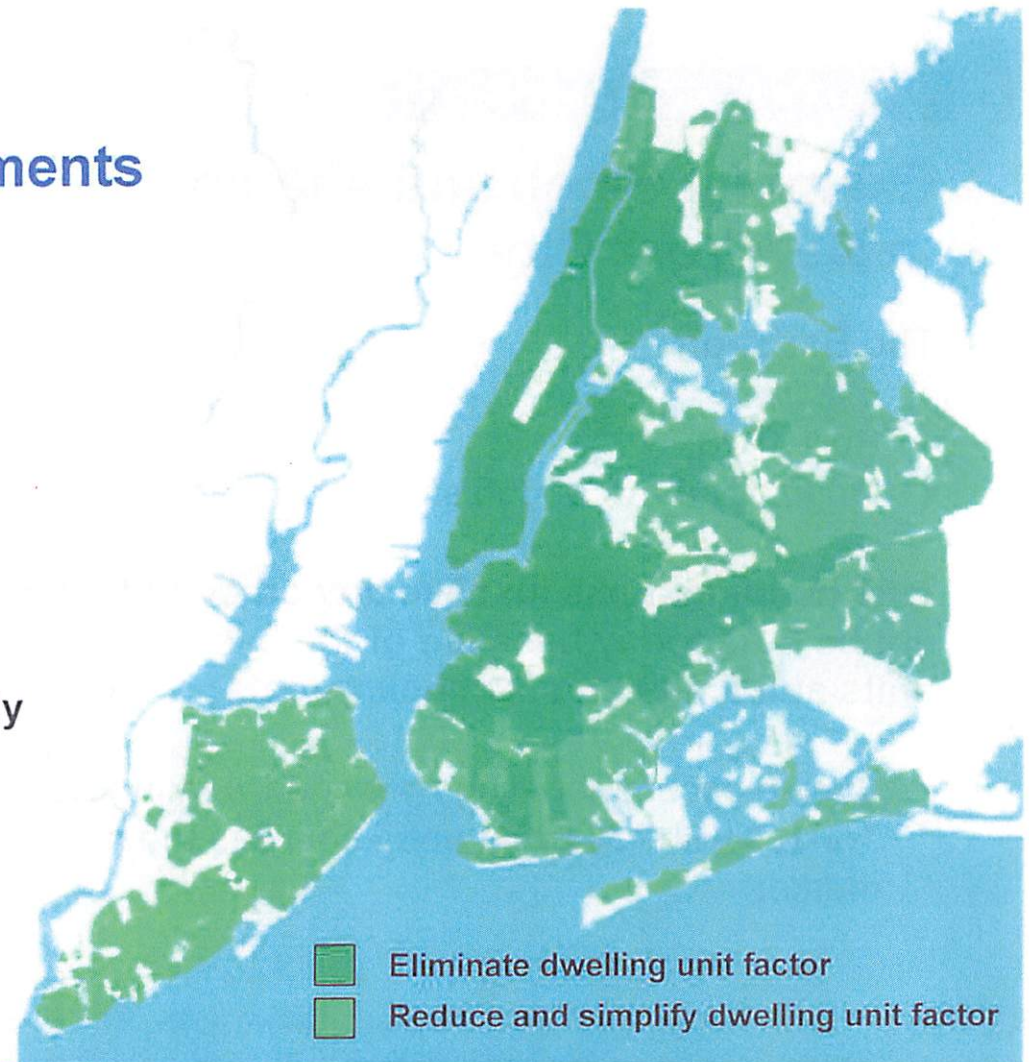 ments
y
Eliminate dwelling unit factor
Reduce and simplify dwelling unit factor